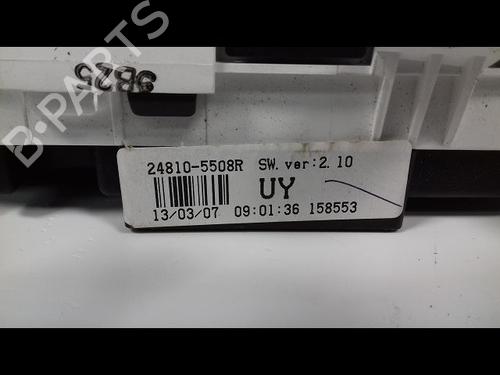 B-PARTS
9B25
24810-5508R SW. ver:2. 10
UY
13/03/07 09:01:36 158553